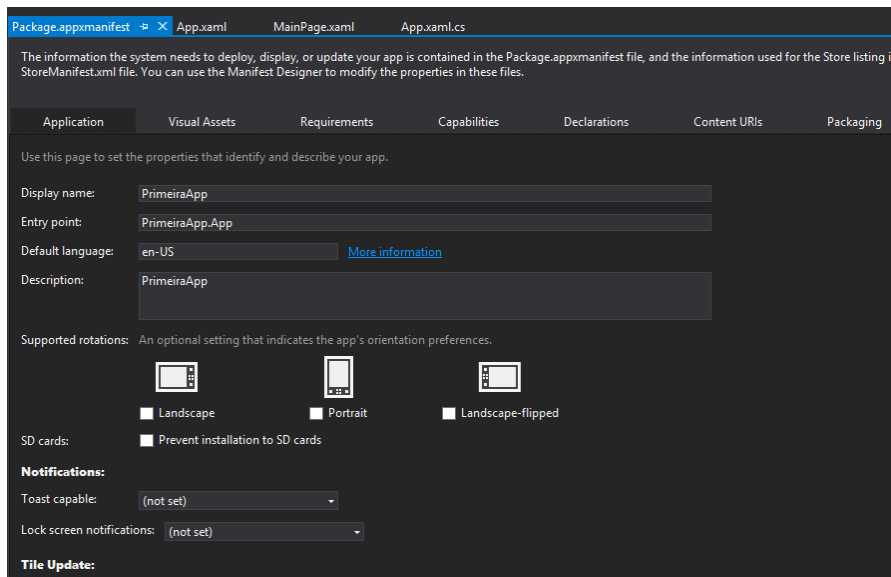 Package.appxmanifest App.xaml MainPage.xaml App.xaml.cs
The information the system needs to deploy, display, or update your app is contained in the Package.appxmanifest file, and the information used for the Store listing i
StoreManifest.xml file. You can use the Manifest Designer to modify the properties in these files.
Application Visual Assets Requirements Capabilities Declarations Content URIs Packaging
Use this page to set the properties that identify and describe your app.
Display name: PrimeiraApp
Entry point: PrimeiraApp.App
Default language: en-US More information
Description: PrimeiraApp
Supported rotations: An optional setting that indicates the app's orientation preferences.
Landscape Portrait Landscape-flipped
SD cards: Prevent installation to SD cards
Notifications:
Toast capable: (not set)
Lock screen notifications: (not set)
Tile Update: